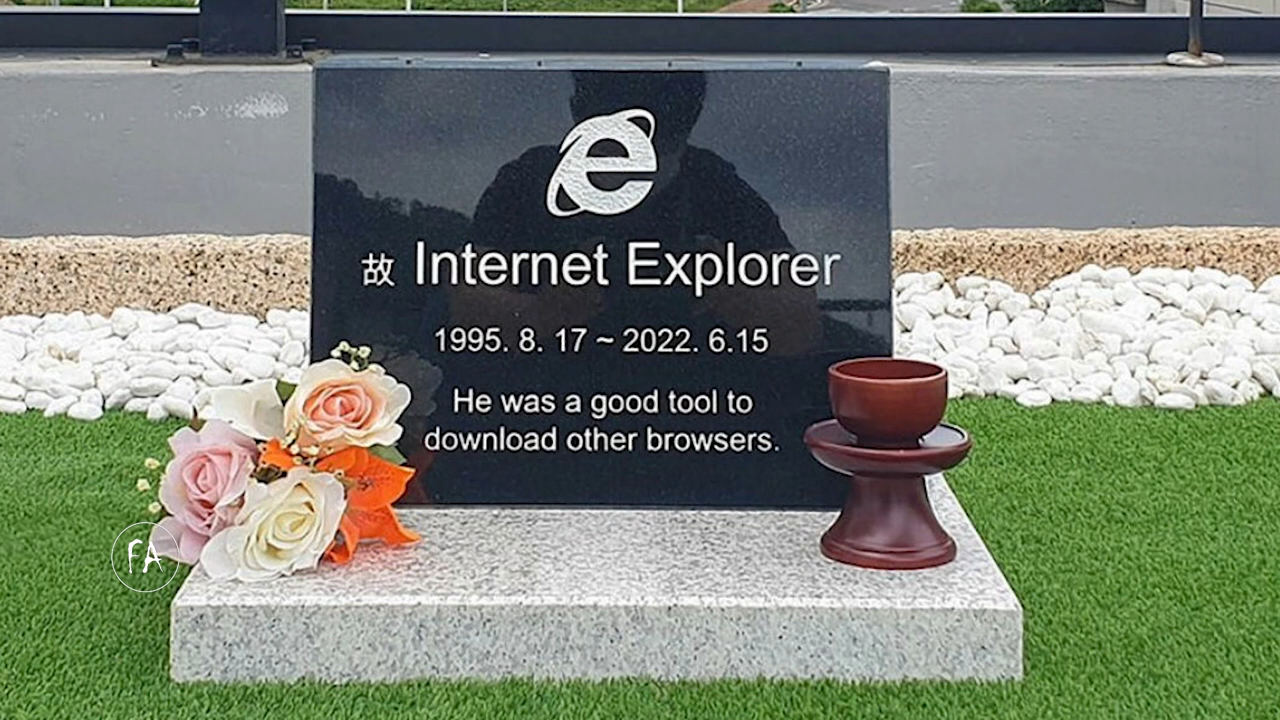 故 Internet Explorer
1995. 8. 17 ~ 2022. 6.15
He was a good tool to
download other browsers.
FA